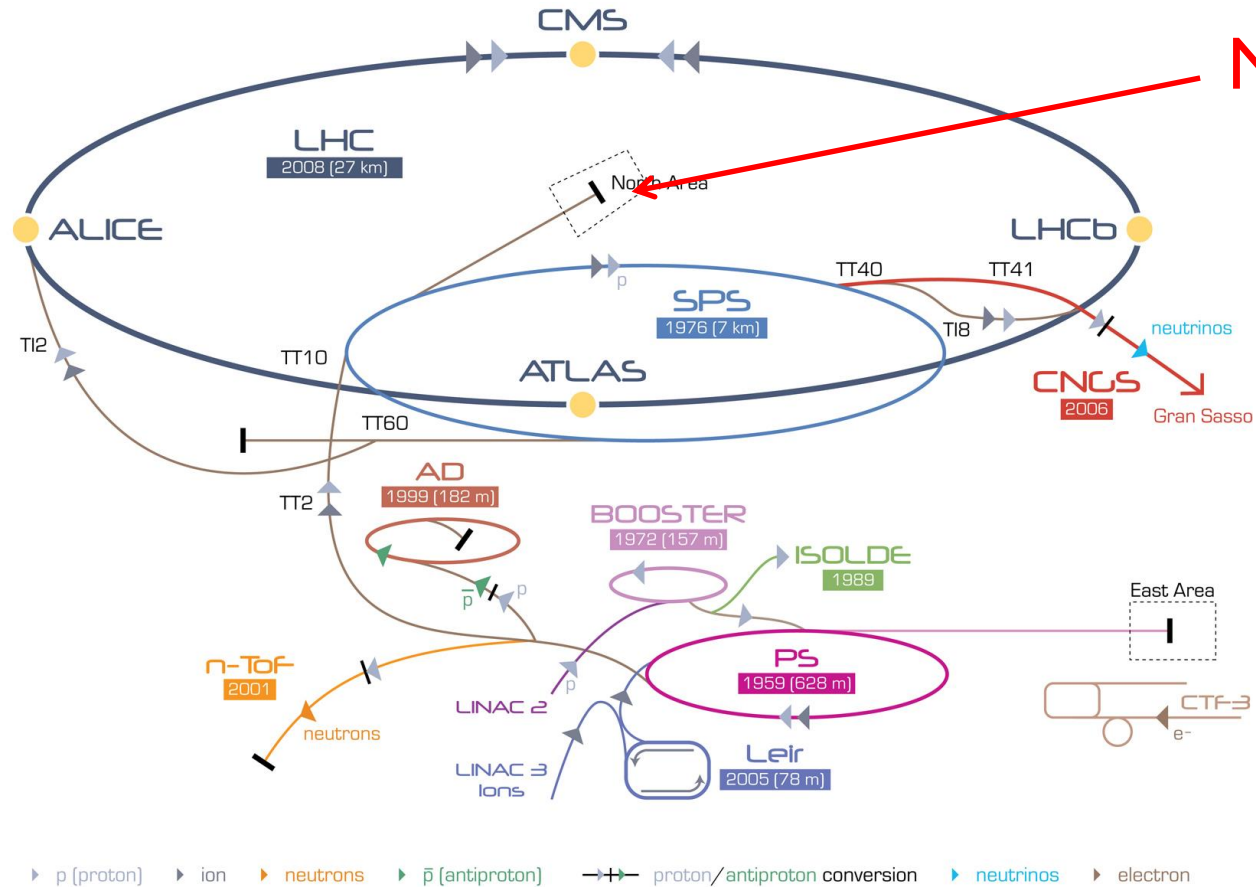 CMS
N
LHC
2008 (27 km)
North Area
ALICE
LHCb
TT40
TT41
p
SPS
1976 (7 km)
TI8
neutrinos
TI2
TT10
ATLAS
CNGS
2006
Gran Sasso
TT60
AD
1999 (182 m)
TT2
BOOSTER
1972 (157 m)
ISOLDE
1989
p
p̅
East Area
n-ToF
2001
PS
1959 (628 m)
p
LINAC 2
neutrons
CTF-3
e-
LINAC 3
Ions
Leir
2005 (78 m)
p (proton) ion neutrons p̅ (antiproton) proton/antiproton conversion neutrinos electron